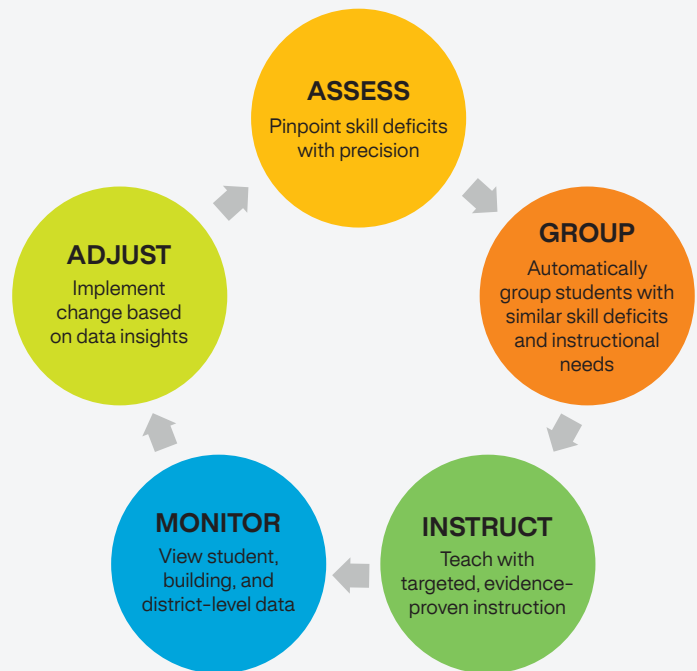 ASSESS
Pinpoint skill deficits
with precision
GROUP
Automatically
group students with
similar skill deficits
and instructional
needs
INSTRUCT
Teach with
targeted, evidence-
proven instruction
MONITOR
View student,
building, and
district-level data
ADJUST
Implement
change based
on data insights